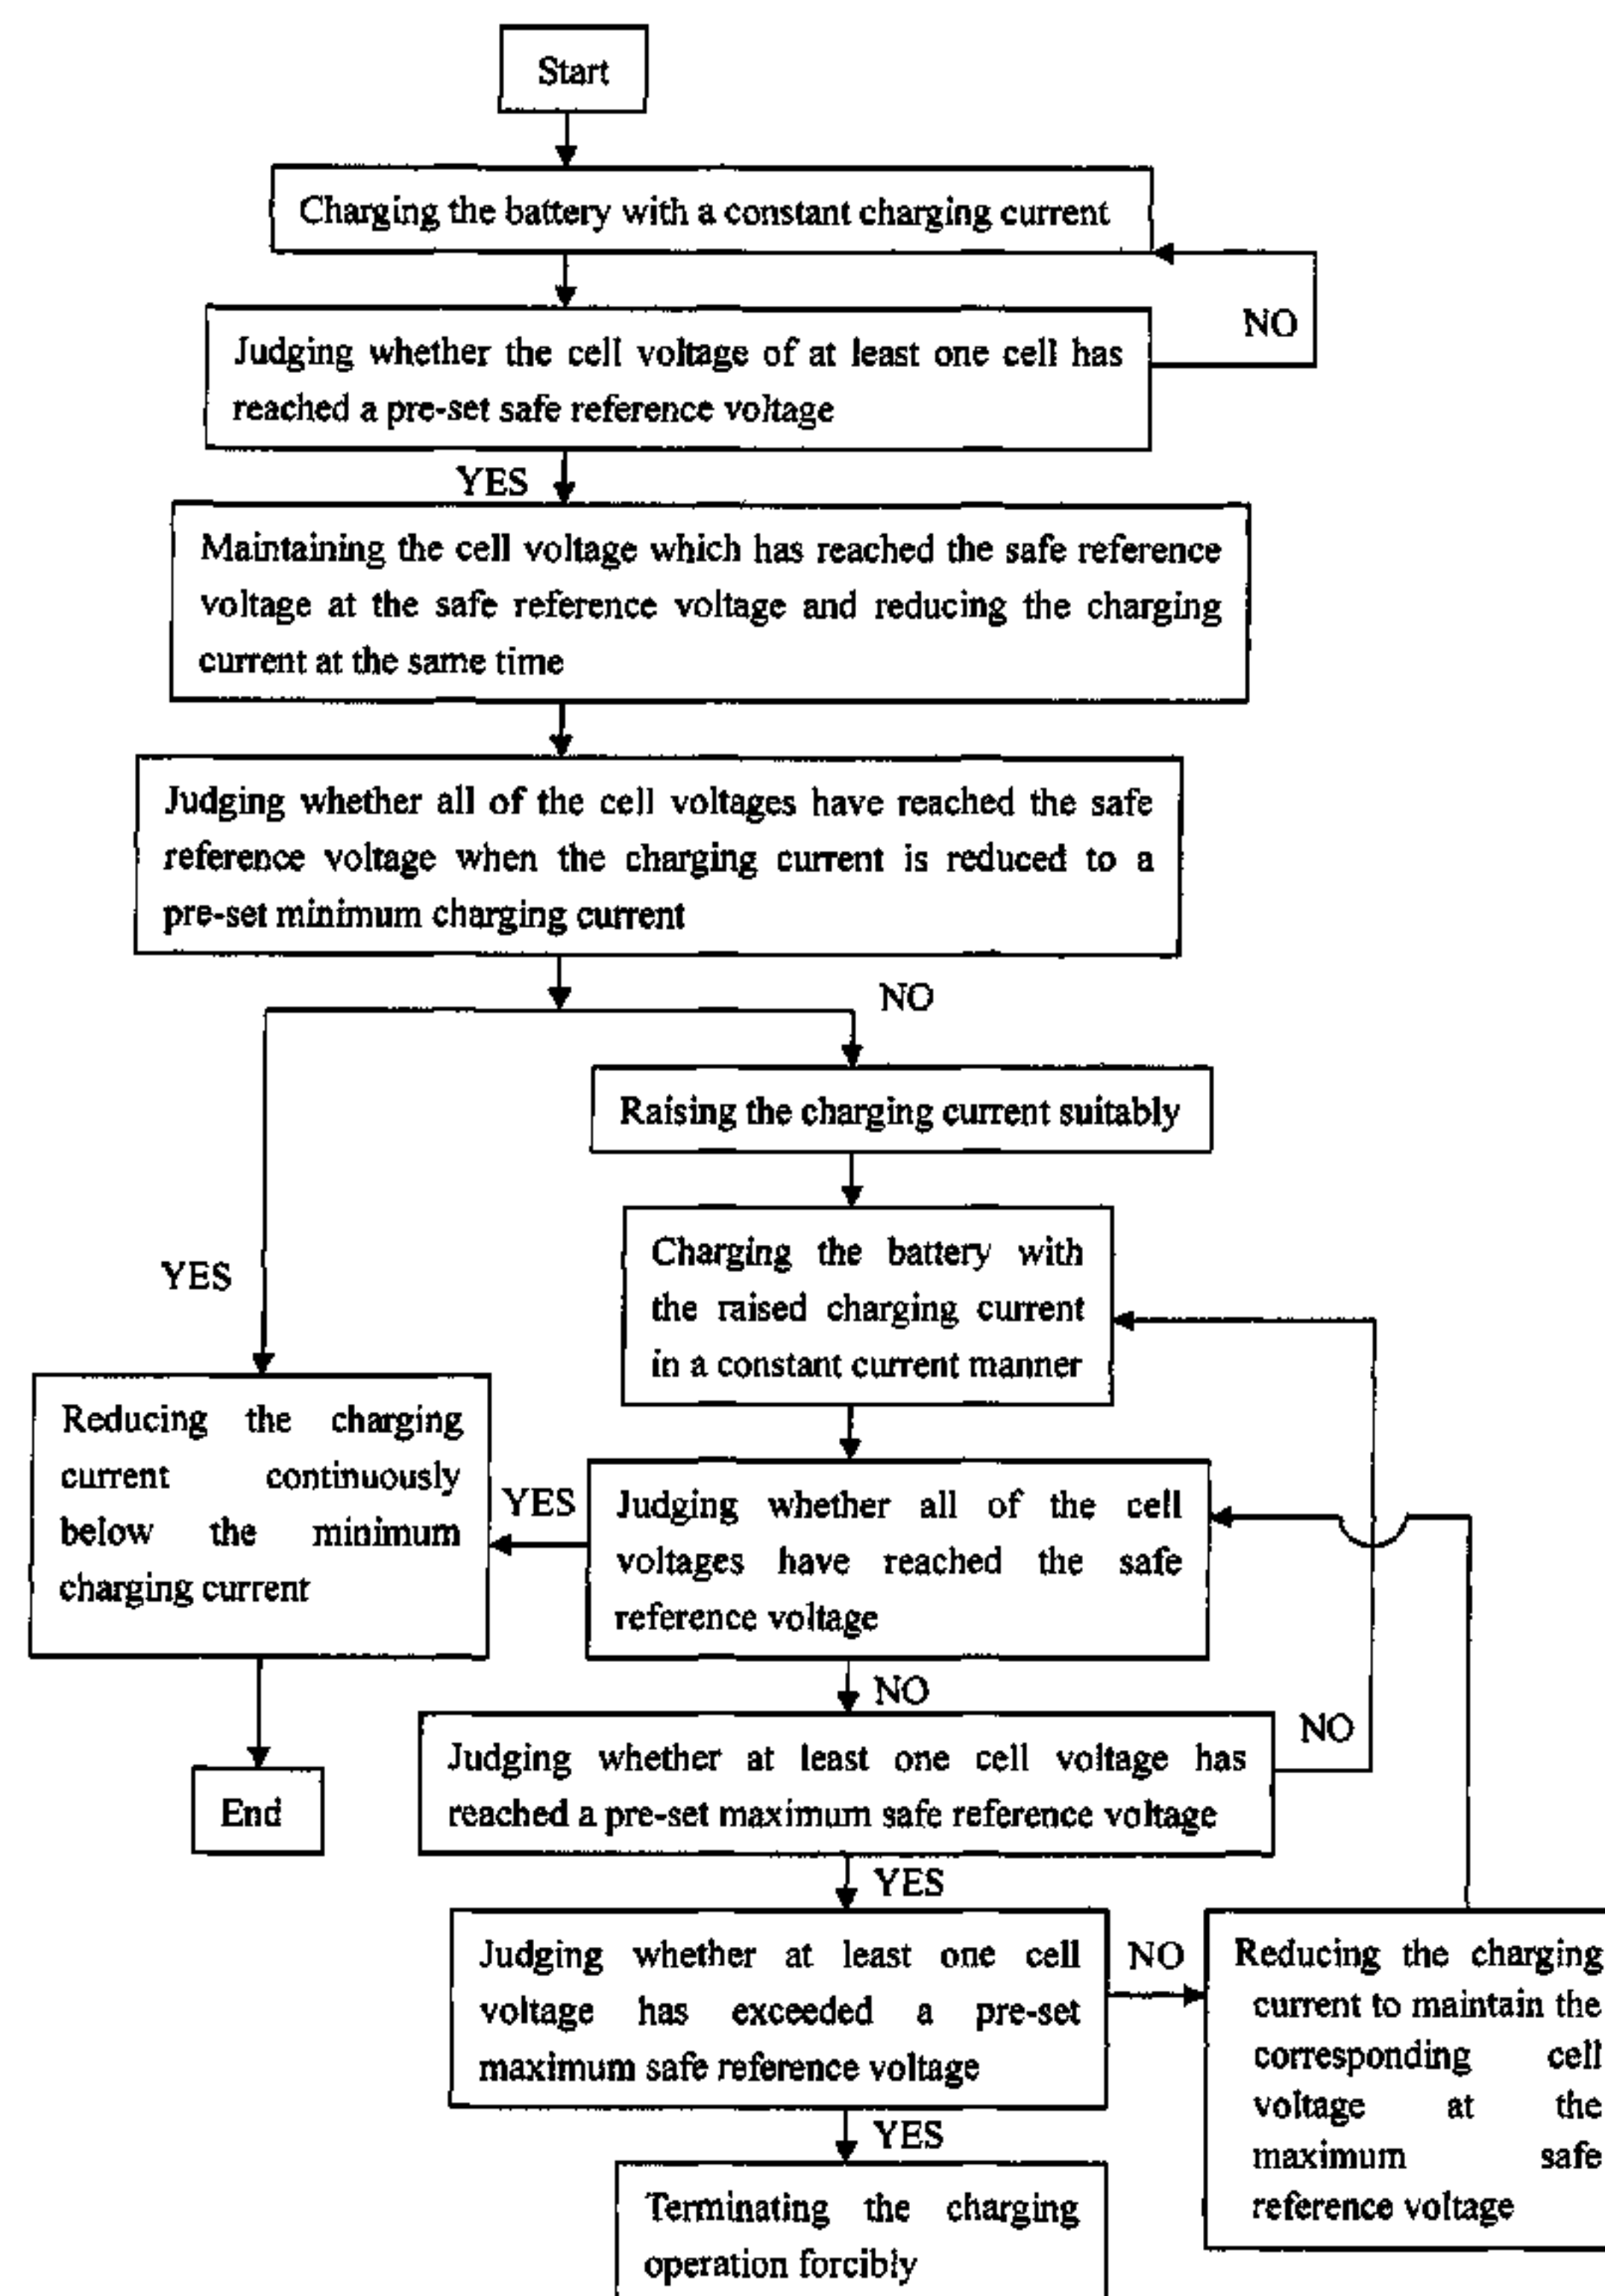 Start
Charging the battery with a constant charging current
NO
Judging whether the cell voltage of at least one cell has
reached a pre-set safe reference voltage
YES
Maintaining the cell voltage which has reached the safe reference
voltage at the safe reference voltage and reducing the charging
current at the same time
Judging whether all of the cell voltages have reached the safe
reference voltage when the charging current is reduced to a
pre-set minimum charging current
NO
Raising the charging current suitably
YES
Charging the battery with
the raised charging current
in a constant current manner
Reducing the charging
current continuously
below the minimum
charging current
YES
Judging whether all of the cell
voltages have reached the safe
reference voltage
NO
NO
Judging whether at least one cell voltage has
reached a pre-set maximum safe reference voltage
End
YES
Judging whether at least one cell
voltage has exceeded a pre-set
maximum safe reference voltage
NO
Reducing the charging
current to maintain the
corresponding cell
voltage at the
maximum safe
reference voltage
YES
Terminating the charging
operation forcibly